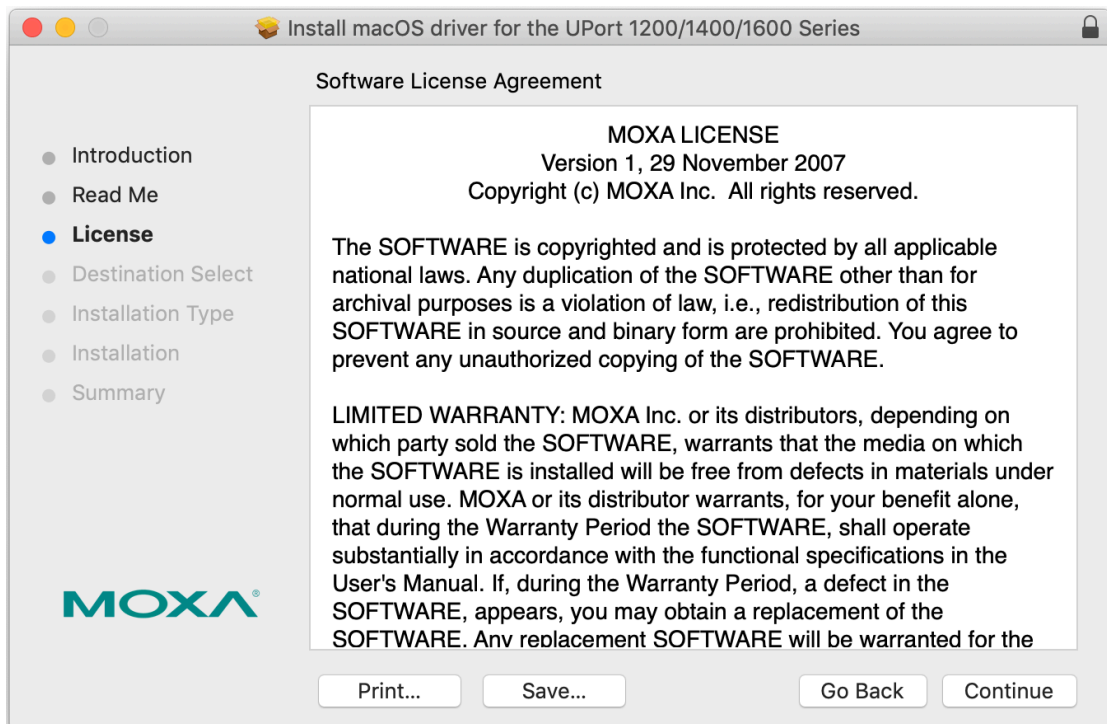 Install macOS driver for the UPort 1200/1400/1600 Series
Software License Agreement
Introduction
Read Me
License
Destination Select
Installation Type
Installation
Summary
MOXA®
MOXA LICENSE
Version 1, 29 November 2007
Copyright (c) MOXA Inc.  All rights reserved.
The SOFTWARE is copyrighted and is protected by all applicable
national laws. Any duplication of the SOFTWARE other than for
archival purposes is a violation of law, i.e., redistribution of this
SOFTWARE in source and binary form are prohibited. You agree to
prevent any unauthorized copying of the SOFTWARE.
LIMITED WARRANTY: MOXA Inc. or its distributors, depending on
which party sold the SOFTWARE, warrants that the media on which
the SOFTWARE is installed will be free from defects in materials under
normal use. MOXA or its distributor warrants, for your benefit alone,
that during the Warranty Period the SOFTWARE, shall operate
substantially in accordance with the functional specifications in the
User's Manual. If, during the Warranty Period, a defect in the
SOFTWARE, appears, you may obtain a replacement of the
SOFTWARE. Any replacement SOFTWARE will be warranted for the
Print...
Save...
Go Back
Continue